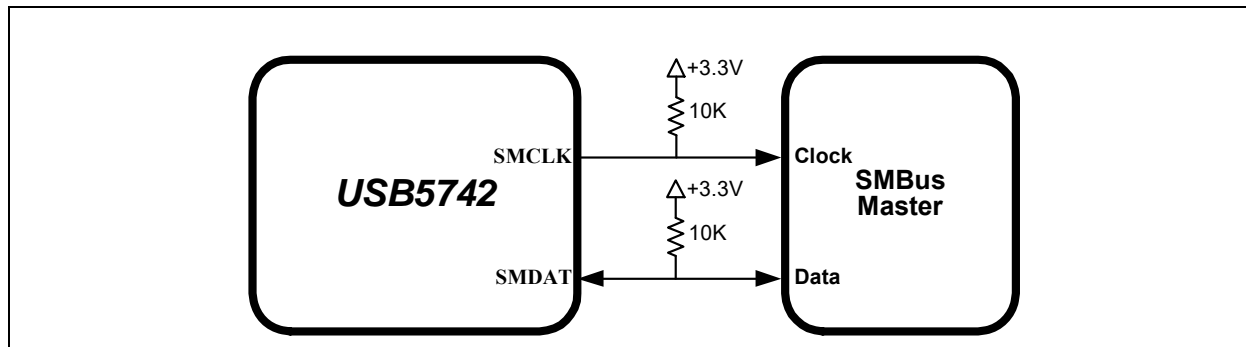 +3.3V
10K
SMCLK
Clock
USB5742
SMBus
Master
+3.3V
10K
SMDAT
Data